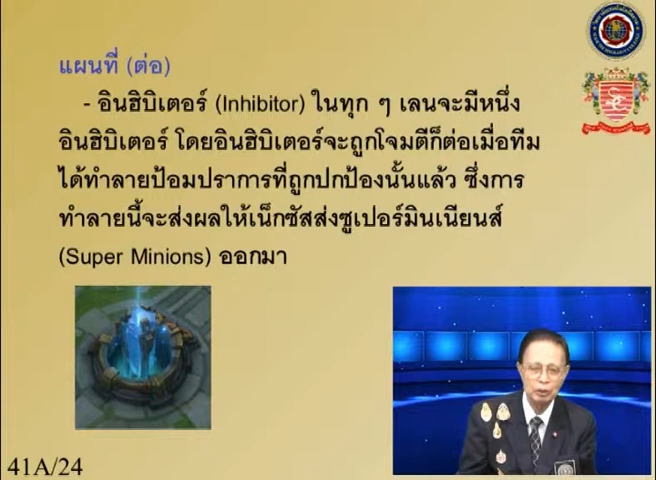 แผนที่ (ต่อ)
- อินฮิบิเตอร์ (Inhibitor) ในทุก ๆ เลนจะมีหนึ่ง
อินฮิบิเตอร์ โดยอินฮิบิเตอร์จะถูกโจมตีก็ต่อเมื่อทีม
ได้ทำลายป้อมปราการที่ถูกปกป้องนั้นแล้ว ซึ่งการ
ทำลายนี้จะส่งผลให้เน็กซัสส่งซูเปอร์มินเนียนส์
(Super Minions) ออกมา
41A/24